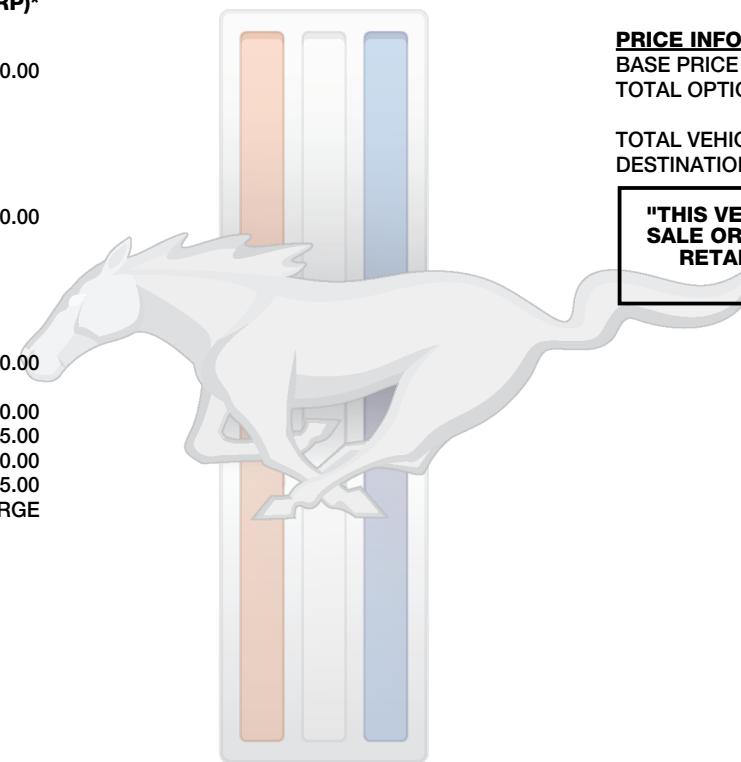 RP)*
0.00
0.00
0.00
0.00
5.00
0.00
5.00
RGE
PRICE INFO
BASE PRICE
TOTAL OPTIO
TOTAL VEHIC
DESTINATION
"THIS VE
SALE OR
RETAI